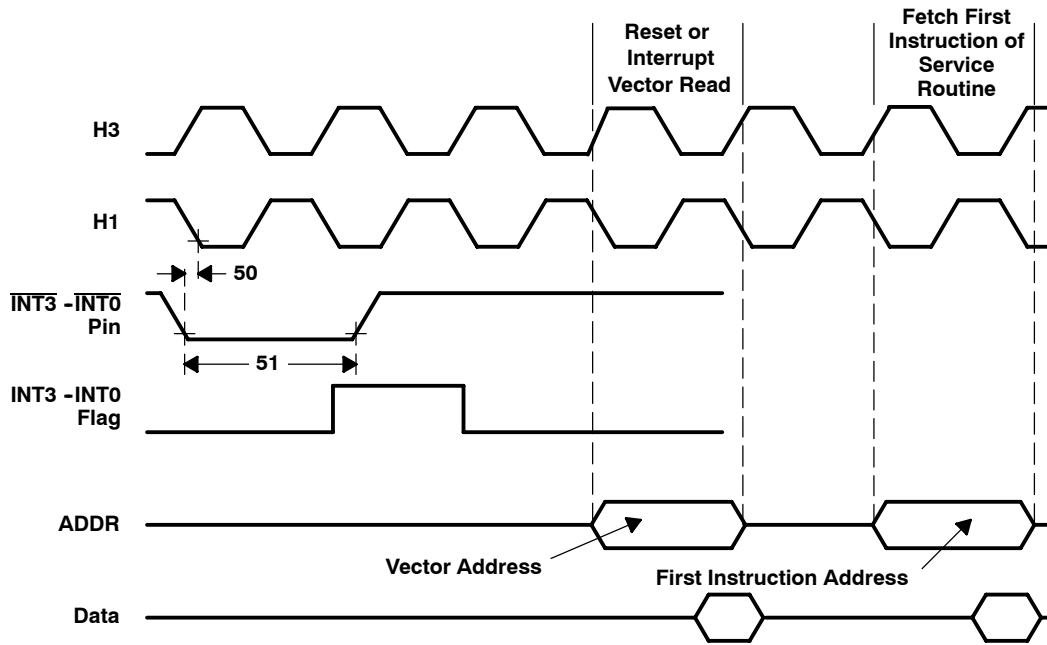 Reset or
Interrupt
Vector Read
Fetch First
Instruction of
Service
Routine
H3
H1
50
INT3 -INT0
Pin
51
INT3 -INT0
Flag
ADDR
Vector Address
First Instruction Address
Data